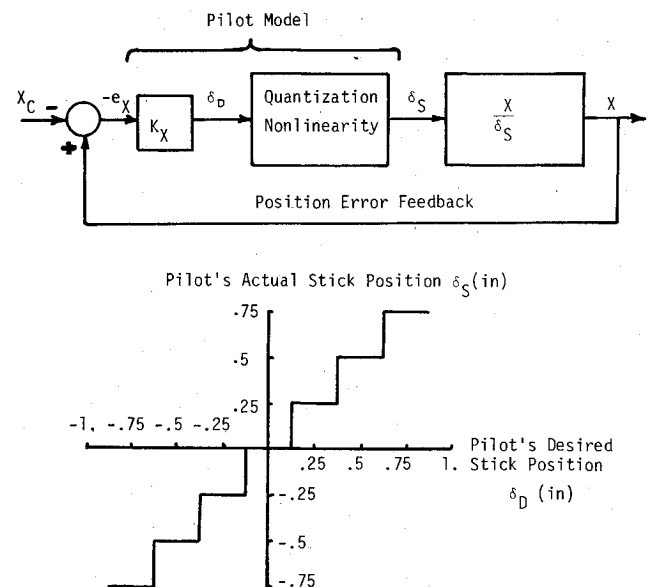 Pilot Model
X_C - -e_X K_X δ_D Quantization Nonlinearity δ_S X/δ_S X
+
Position Error Feedback
Pilot's Actual Stick Position δ_S(in)
.75
.5
.25
-1. -.75 -.5 -.25
.25 .5 .75 1.
Pilot's Desired
Stick Position
δ_D (in)
-.25
-.5
-.75